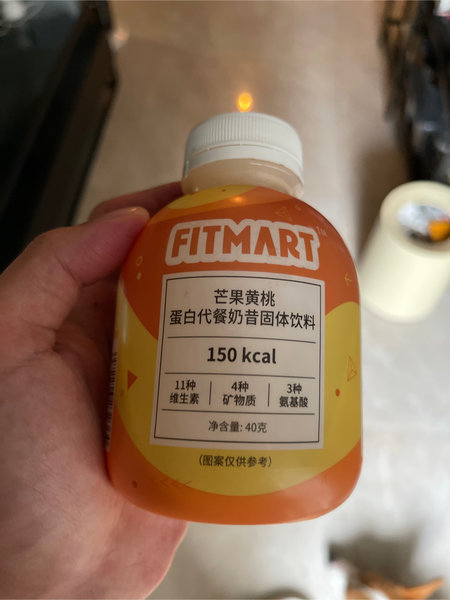 FITMART™
芒果黄桃
蛋白代餐奶昔固体饮料
150 kcal
11种 | 4种 | 3种
维生素 | 矿物质 | 氨基酸
净含量: 40克
(图案仅供参考)